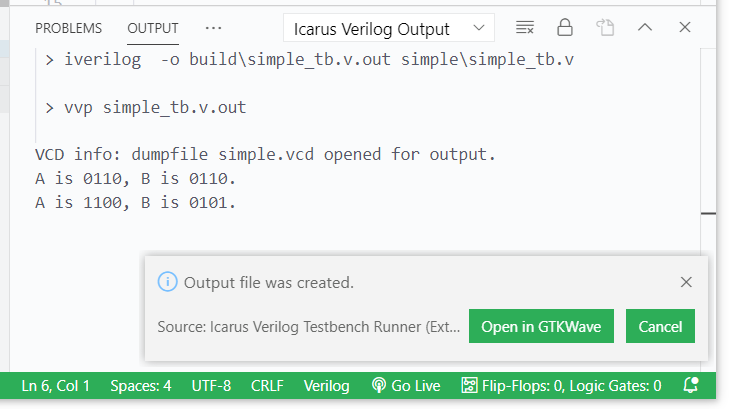 15
PROBLEMS OUTPUT ··· Icarus Verilog Output
> iverilog  -o build\simple_tb.v.out simple\simple_tb.v
> vvp simple_tb.v.out
VCD info: dumpfile simple.vcd opened for output.
A is 0110, B is 0110.
A is 1100, B is 0101.
Output file was created.
Source: Icarus Verilog Testbench Runner (Ext... Open in GTKWave Cancel
Ln 6, Col 1 Spaces: 4 UTF-8 CRLF Verilog Go Live Flip-Flops: 0, Logic Gates: 0